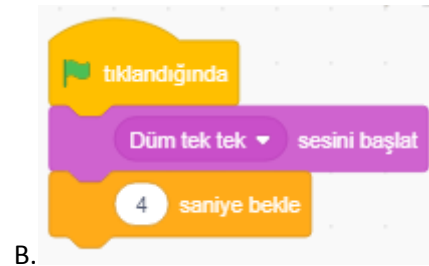 tıklandığında
Düm tek tek sesini başlat
4 saniye bekle
B.